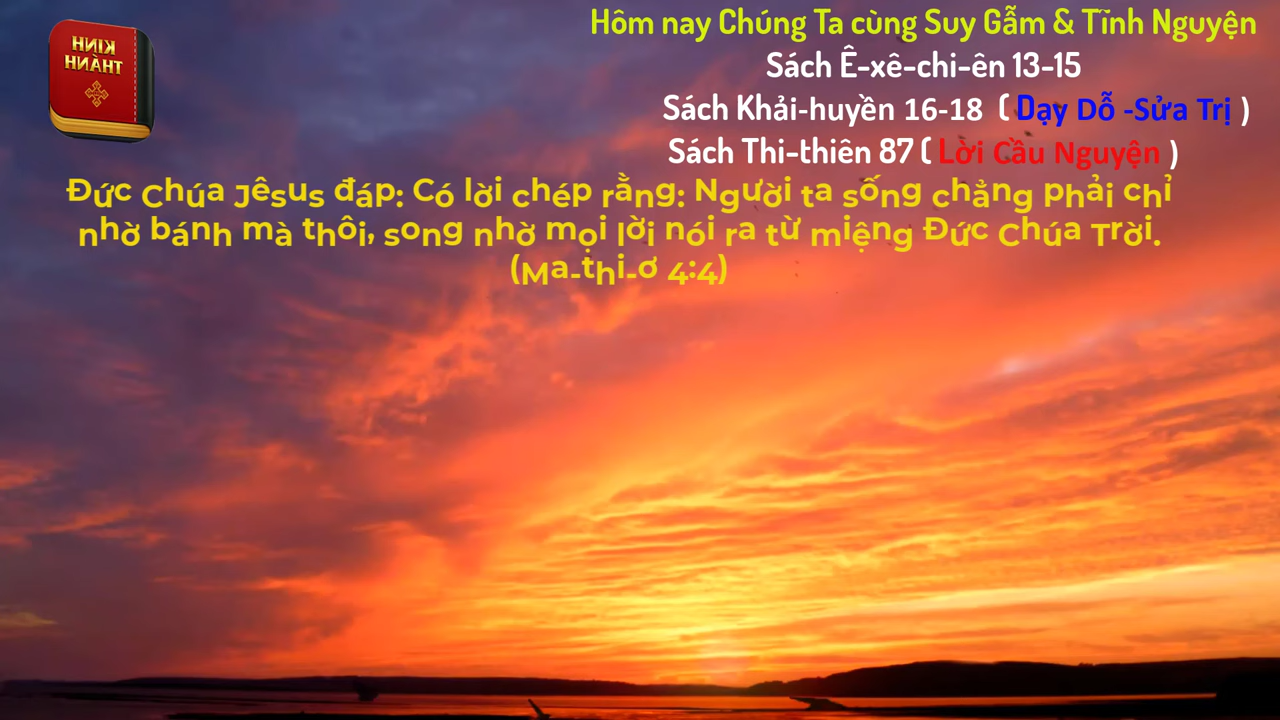 KINH
THÁNH
Hôm nay Chúng Ta cùng Suy Gẫm & Tĩnh Nguyện
Sách Ê-xê-chi-ên 13-15
Sách Khải-huyền 16-18 ( Dạy Dỗ -Sửa Trị )
Sách Thi-thiên 87 ( Lời Cầu Nguyện )
Đức Chúa Jêsus đáp: Có lời chép rằng: Người ta sống chẳng phải chỉ
nhờ bánh mà thôi, song nhờ mọi lời nói ra từ miệng Đức Chúa Trời.
(Ma-thi-ơ 4:4)